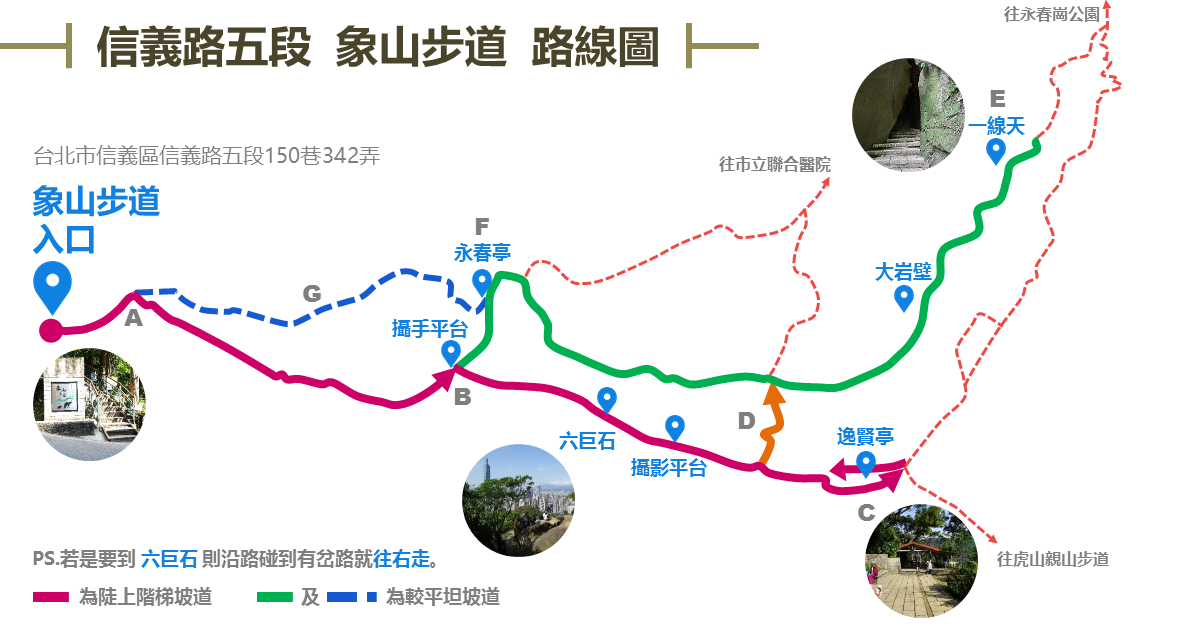 信義路五段 象山步道 路線圖
往永春崗公園
台北市信義區信義路五段150巷342弄
象山步道
入口
E
一線天
往市立聯合醫院
F
永春亭
大岩壁
G
A
攝手平台
B
D
六巨石
攝影平台
逸賢亭
C
往虎山親山步道
PS.若是要到 六巨石 則沿路碰到有岔路就往右走。
為陡上階梯坡道
及
為較平坦坡道